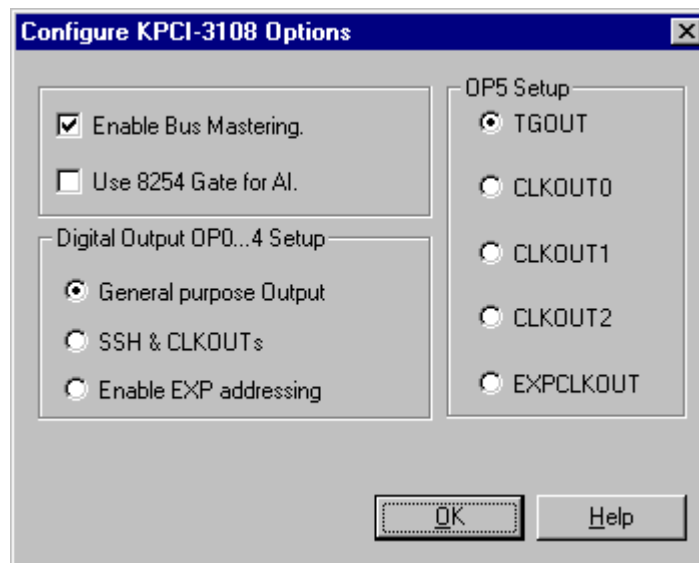 Configure KPCI-3108 Options
Enable Bus Mastering.
Use 8254 Gate for AI.
Digital Output OP0...4 Setup
General purpose Output
SSH & CLKOUTs
Enable EXP addressing
OP5 Setup
TGOUT
CLKOUT0
CLKOUT1
CLKOUT2
EXPCLKOUT
OK
Help